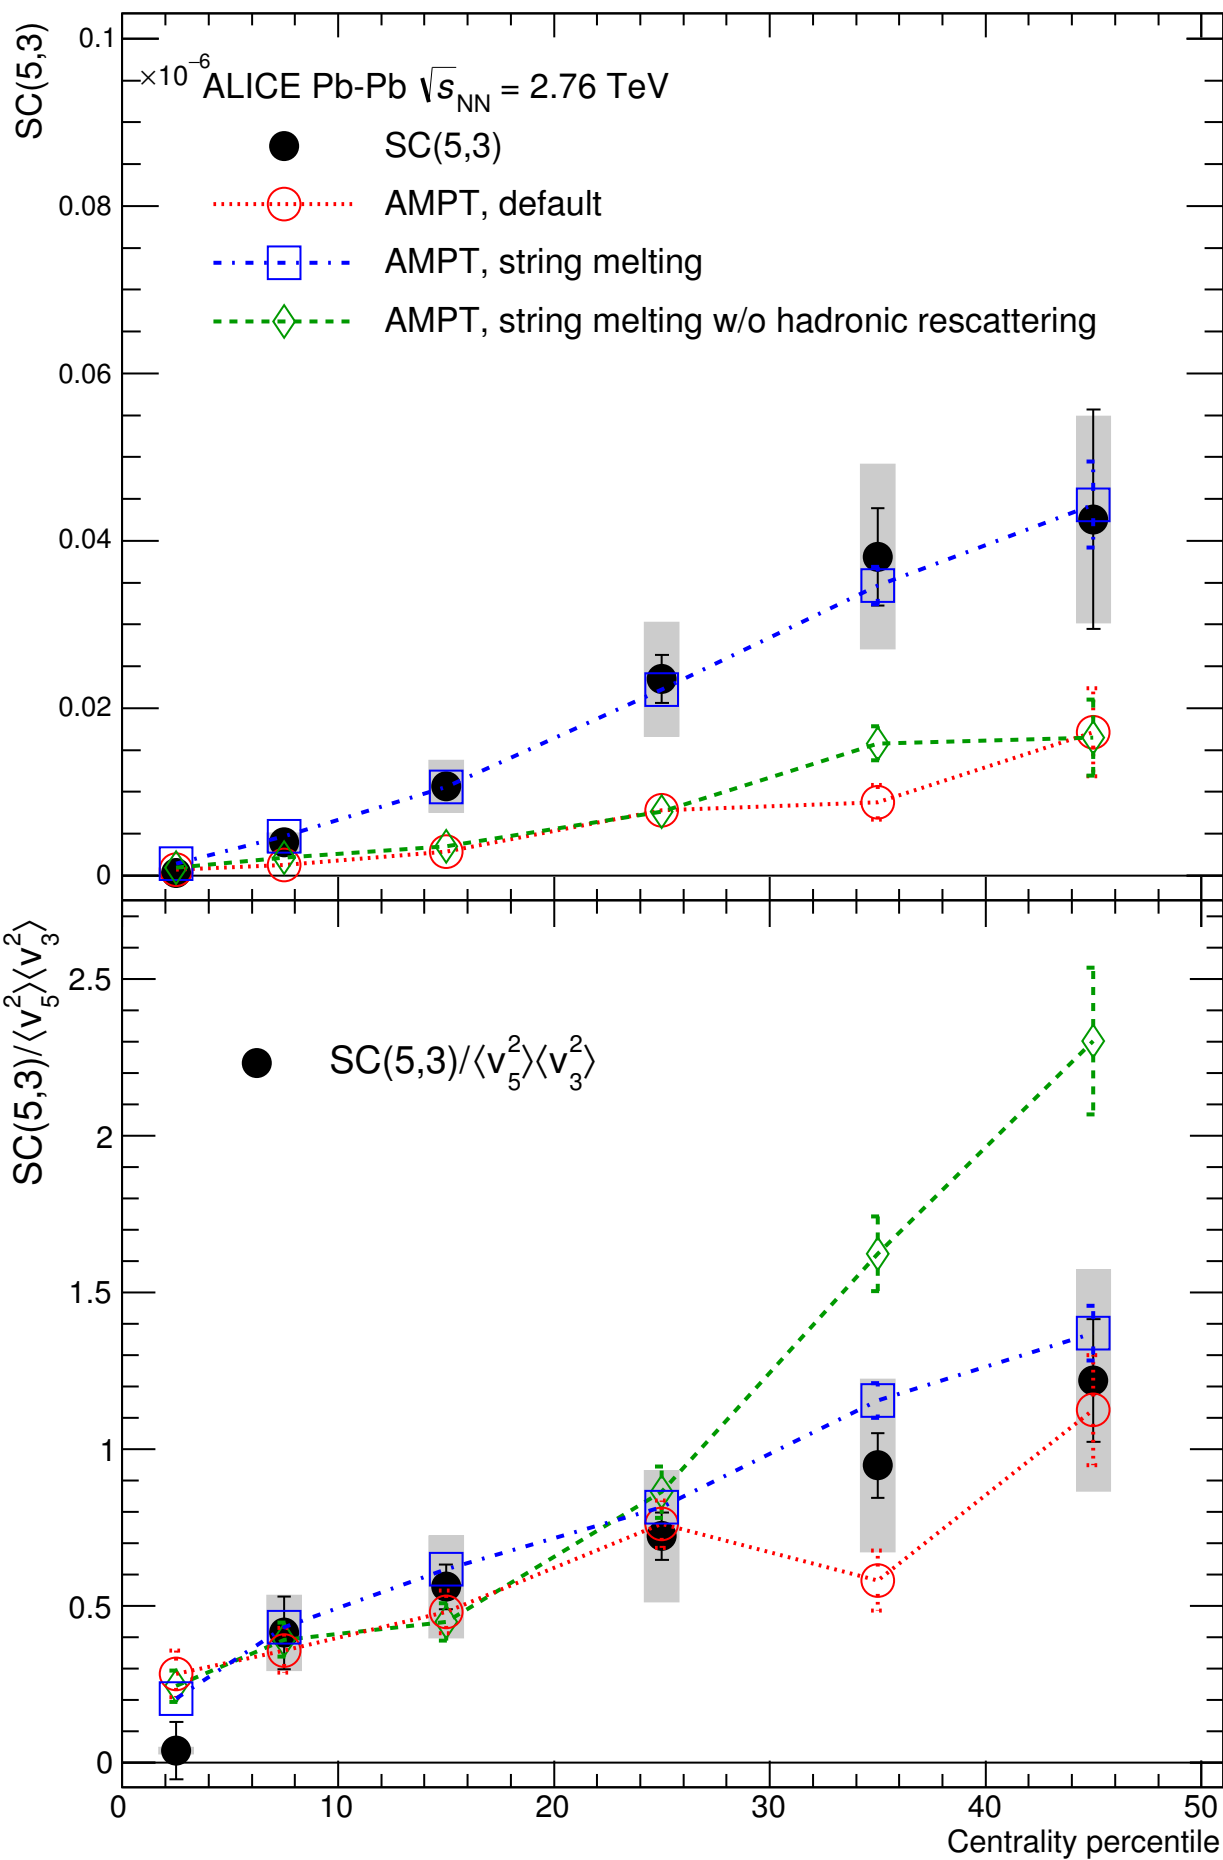 SC(5,3)
×10⁻⁶
ALICE Pb-Pb √s_NN = 2.76 TeV
SC(5,3)
AMPT, default
AMPT, string melting
AMPT, string melting w/o hadronic rescattering
0.1
0.08
0.06
0.04
0.02
0
SC(5,3)/⟨v₅²⟩⟨v₃²⟩
SC(5,3)/⟨v₅²⟩⟨v₃²⟩
2.5
2
1.5
1
0.5
0
0 10 20 30 40 50
Centrality percentile